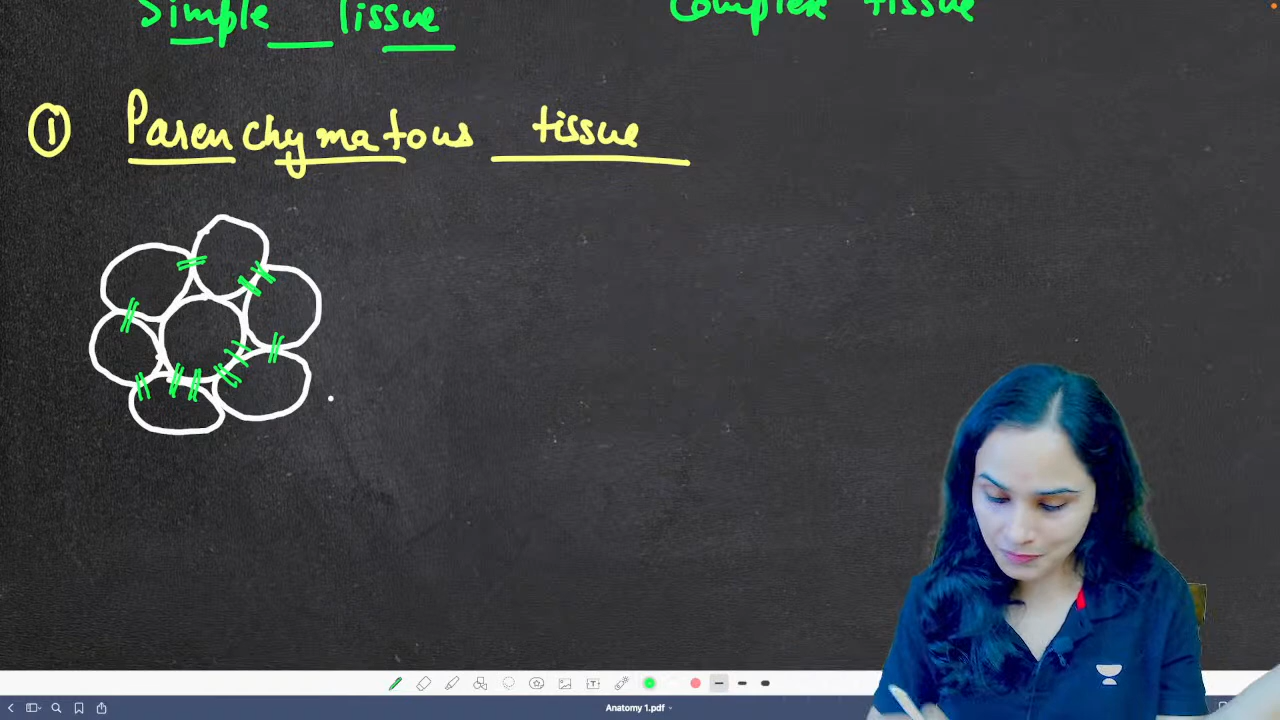 Simple Tissue Complex tissue
① Parenchymatous tissue
Anatomy 1.pdf